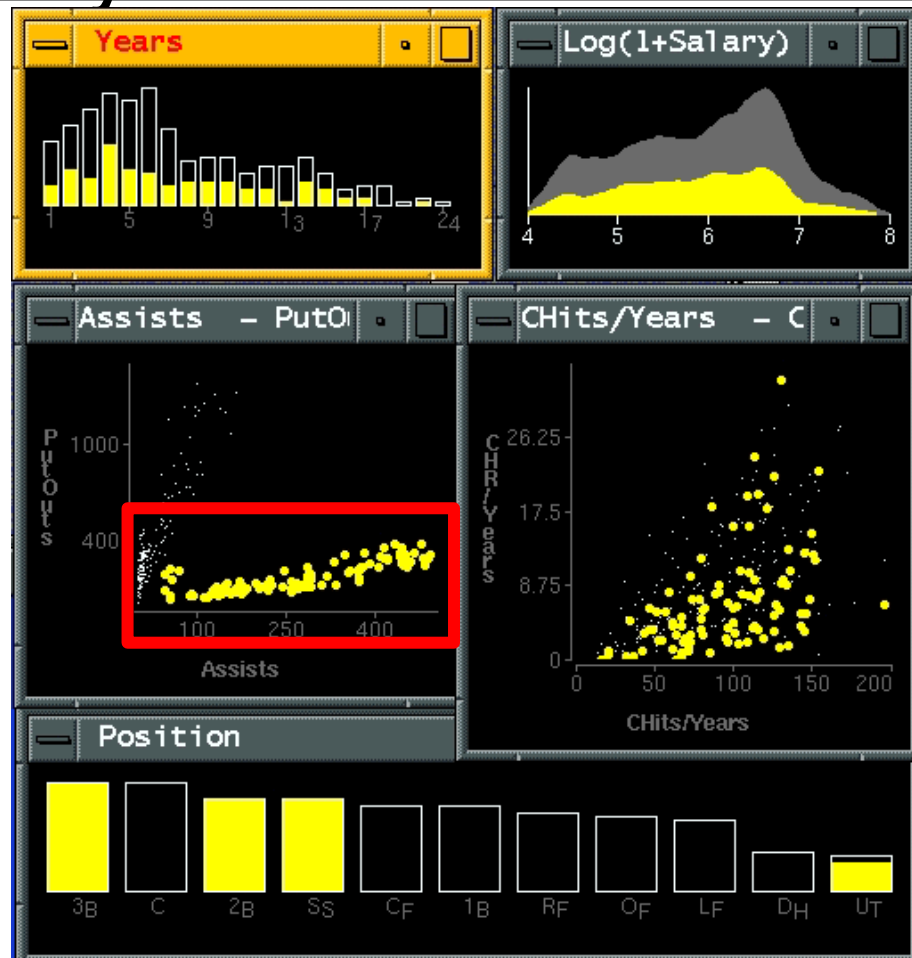 Years
Log(1+Salary)
1 5 9 13 17 24
4 5 6 7 8
Assists – PutO
CHits/Years – C
PutOuts
1000
400
100 250 400
Assists
CHR/Years
26.25
17.5
8.75
0
0 50 100 150 200
CHits/Years
Position
3B C 2B SS CF 1B RF OF LF DH UT